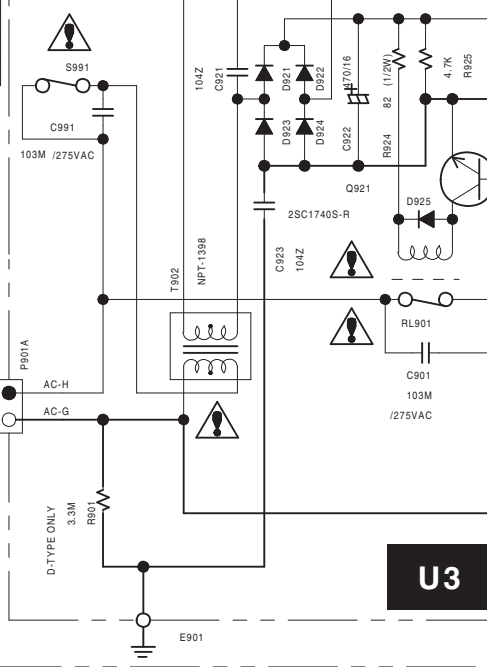 S991
C991
103M /275VAC
104Z
C921
D921
D922
D923
D924
470/16
C922
82 (1/2W)
R924
4.7K
R925
Q921
2SC1740S-R
D925
C923
104Z
T902
NPT-1398
RL901
C901
103M
/275VAC
P901A
AC-H
AC-G
D-TYPE ONLY
3.3M
R901
U3
E901